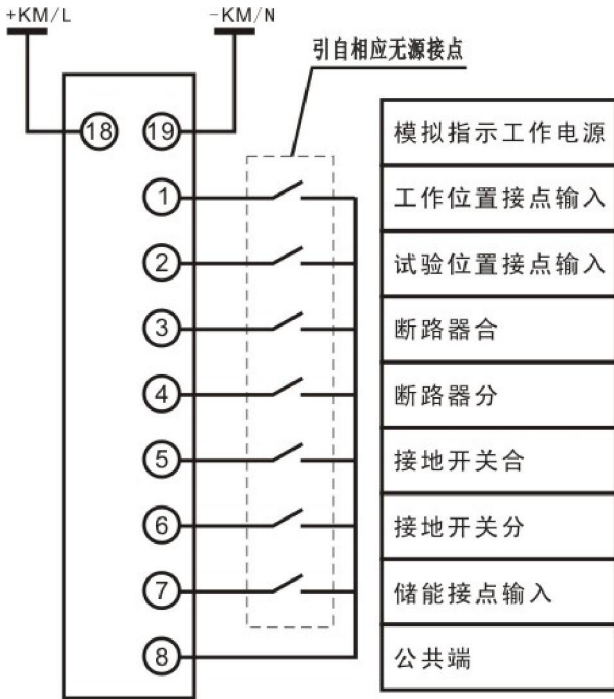 +KM/L
-KM/N
引自相应无源接点
18
19
模拟指示工作电源
1
工作位置接点输入
2
试验位置接点输入
3
断路器合
4
断路器分
5
接地开关合
6
接地开关分
7
储能接点输入
8
公共端